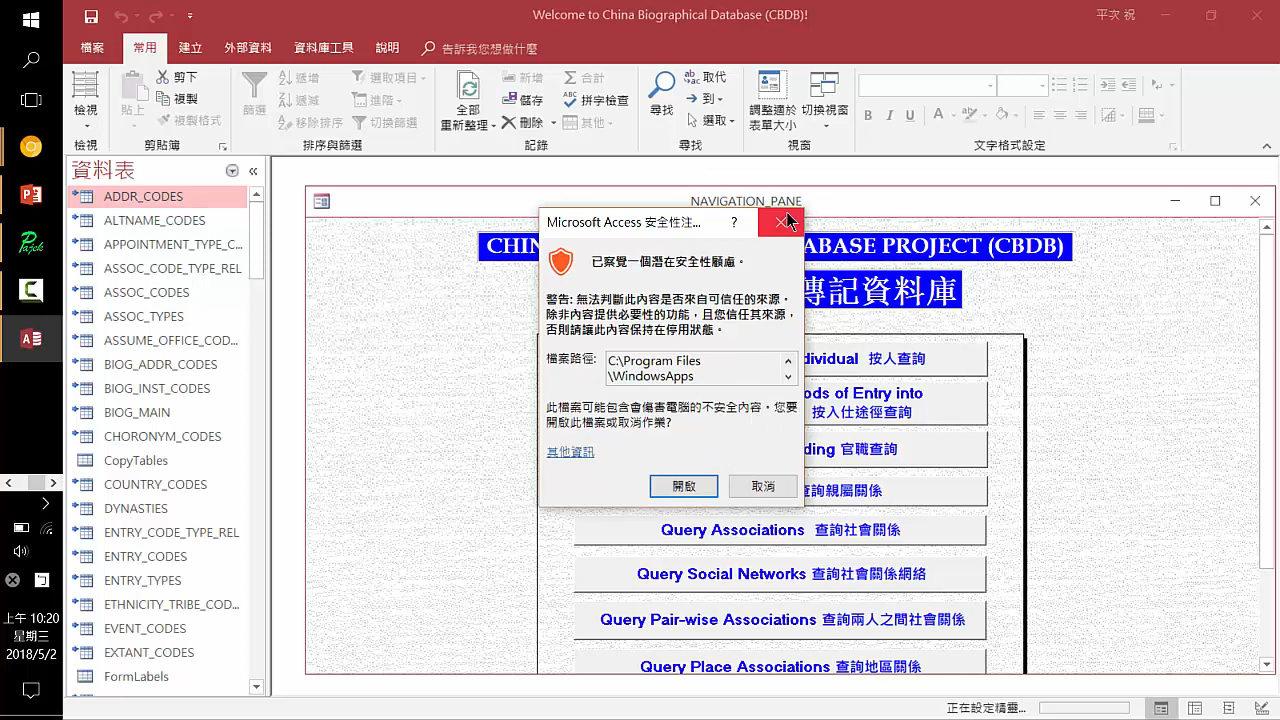 Welcome to China Biographical Database (CBDB)!
平次 祝
檔案
常用
建立
外部資料
資料庫工具
說明
告訴我您想做什麼
檢視
貼上
剪下
複製
複製格式
篩選
遞增
遞減
移除排序
選取項目
進階
切換篩選
全部
重新整理
新增
儲存
刪除
合計
拼字檢查
其他
尋找
取代
到
選取
調整適於
表單大小
切換視窗
B I U
A
檢視
剪貼簿
排序與篩選
記錄
尋找
視窗
文字格式設定
資料表
ADDR_CODES
ALTNAME_CODES
APPOINTMENT_TYPE_C...
ASSOC_CODE_TYPE_REL
ASSOC_CODES
ASSOC_TYPES
ASSUME_OFFICE_COD...
BIOG_ADDR_CODES
BIOG_INST_CODES
BIOG_MAIN
CHORONYM_CODES
CopyTables
COUNTRY_CODES
DYNASTIES
ENTRY_CODE_TYPE_REL
ENTRY_CODES
ENTRY_TYPES
ETHNICITY_TRIBE_COD...
EVENT_CODES
EXTANT_CODES
FormLabels
NAVIGATION_PANE
CHIN
ABASE PROJECT (CBDB)
傳記資料庫
Microsoft Access 安全性注...
?
已察覺一個潛在安全性顧慮。
警告: 無法判斷此內容是否來自可信任的來源。
除非內容提供必要性的功能，且您信任其來源，
否則請讓此內容保持在停用狀態。
檔案路徑:
C:\Program Files
\WindowsApps
此檔案可能包含會傷害電腦的不安全內容。您要
開啟此檔案或取消作業?
其他資訊
開啟
取消
dividual 按人查詢
ods of Entry into
按入仕途徑查詢
ding 官職查詢
查詢親屬關係
Query Associations 查詢社會關係
Query Social Networks 查詢社會關係網絡
Query Pair-wise Associations 查詢兩人之間社會關係
Query Place Associations 查詢地區關係
正在設定精靈...
Pajek
上午 10:20
星期三
2018/5/2